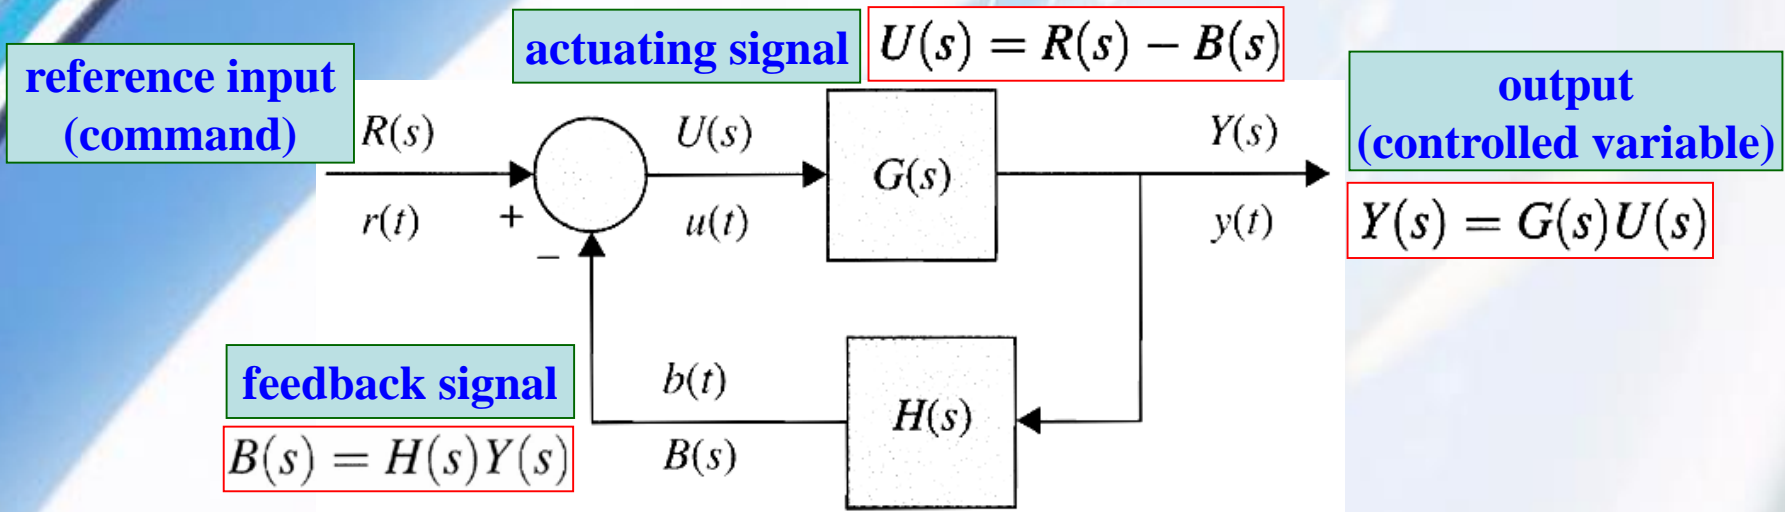 actuating signal
U(s) = R(s) − B(s)
reference input
(command)
output
(controlled variable)
R(s)
U(s)
Y(s)
G(s)
r(t)
+
u(t)
y(t)
Y(s) = G(s)U(s)
−
feedback signal
b(t)
H(s)
B(s) = H(s)Y(s)
B(s)